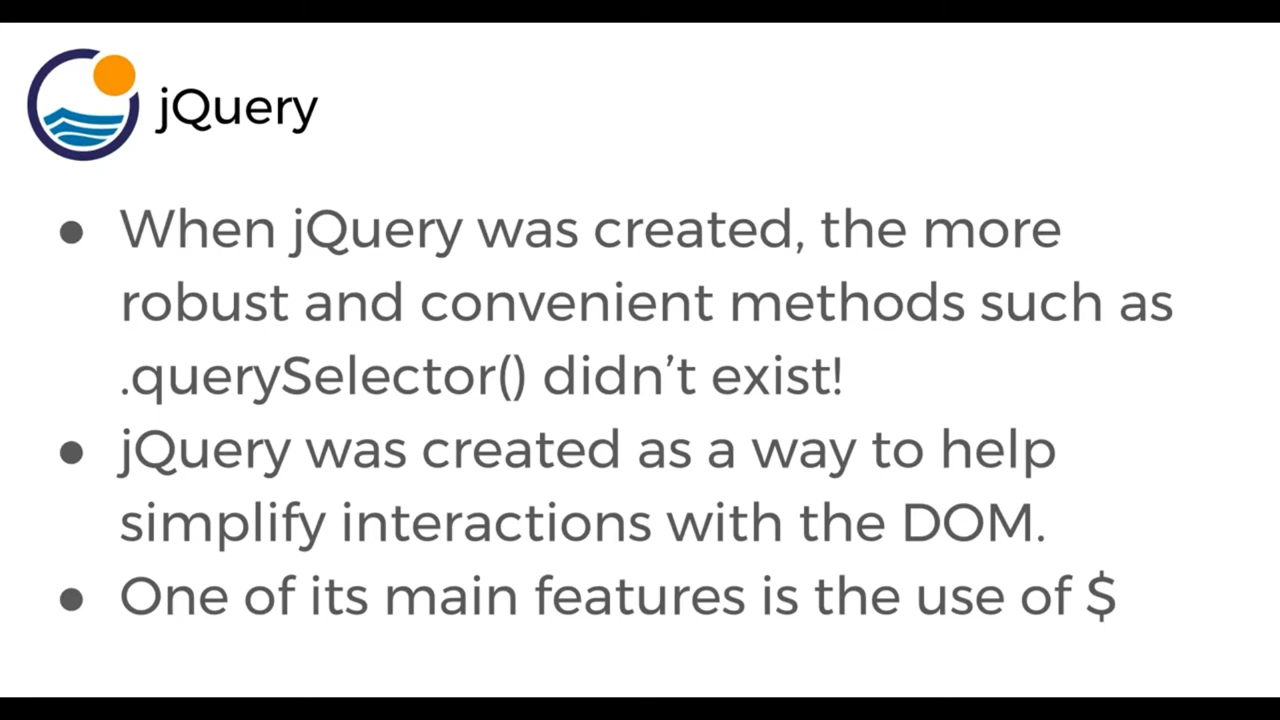 jQuery
● When jQuery was created, the more
robust and convenient methods such as
.querySelector() didn’t exist!
● jQuery was created as a way to help
simplify interactions with the DOM.
● One of its main features is the use of $